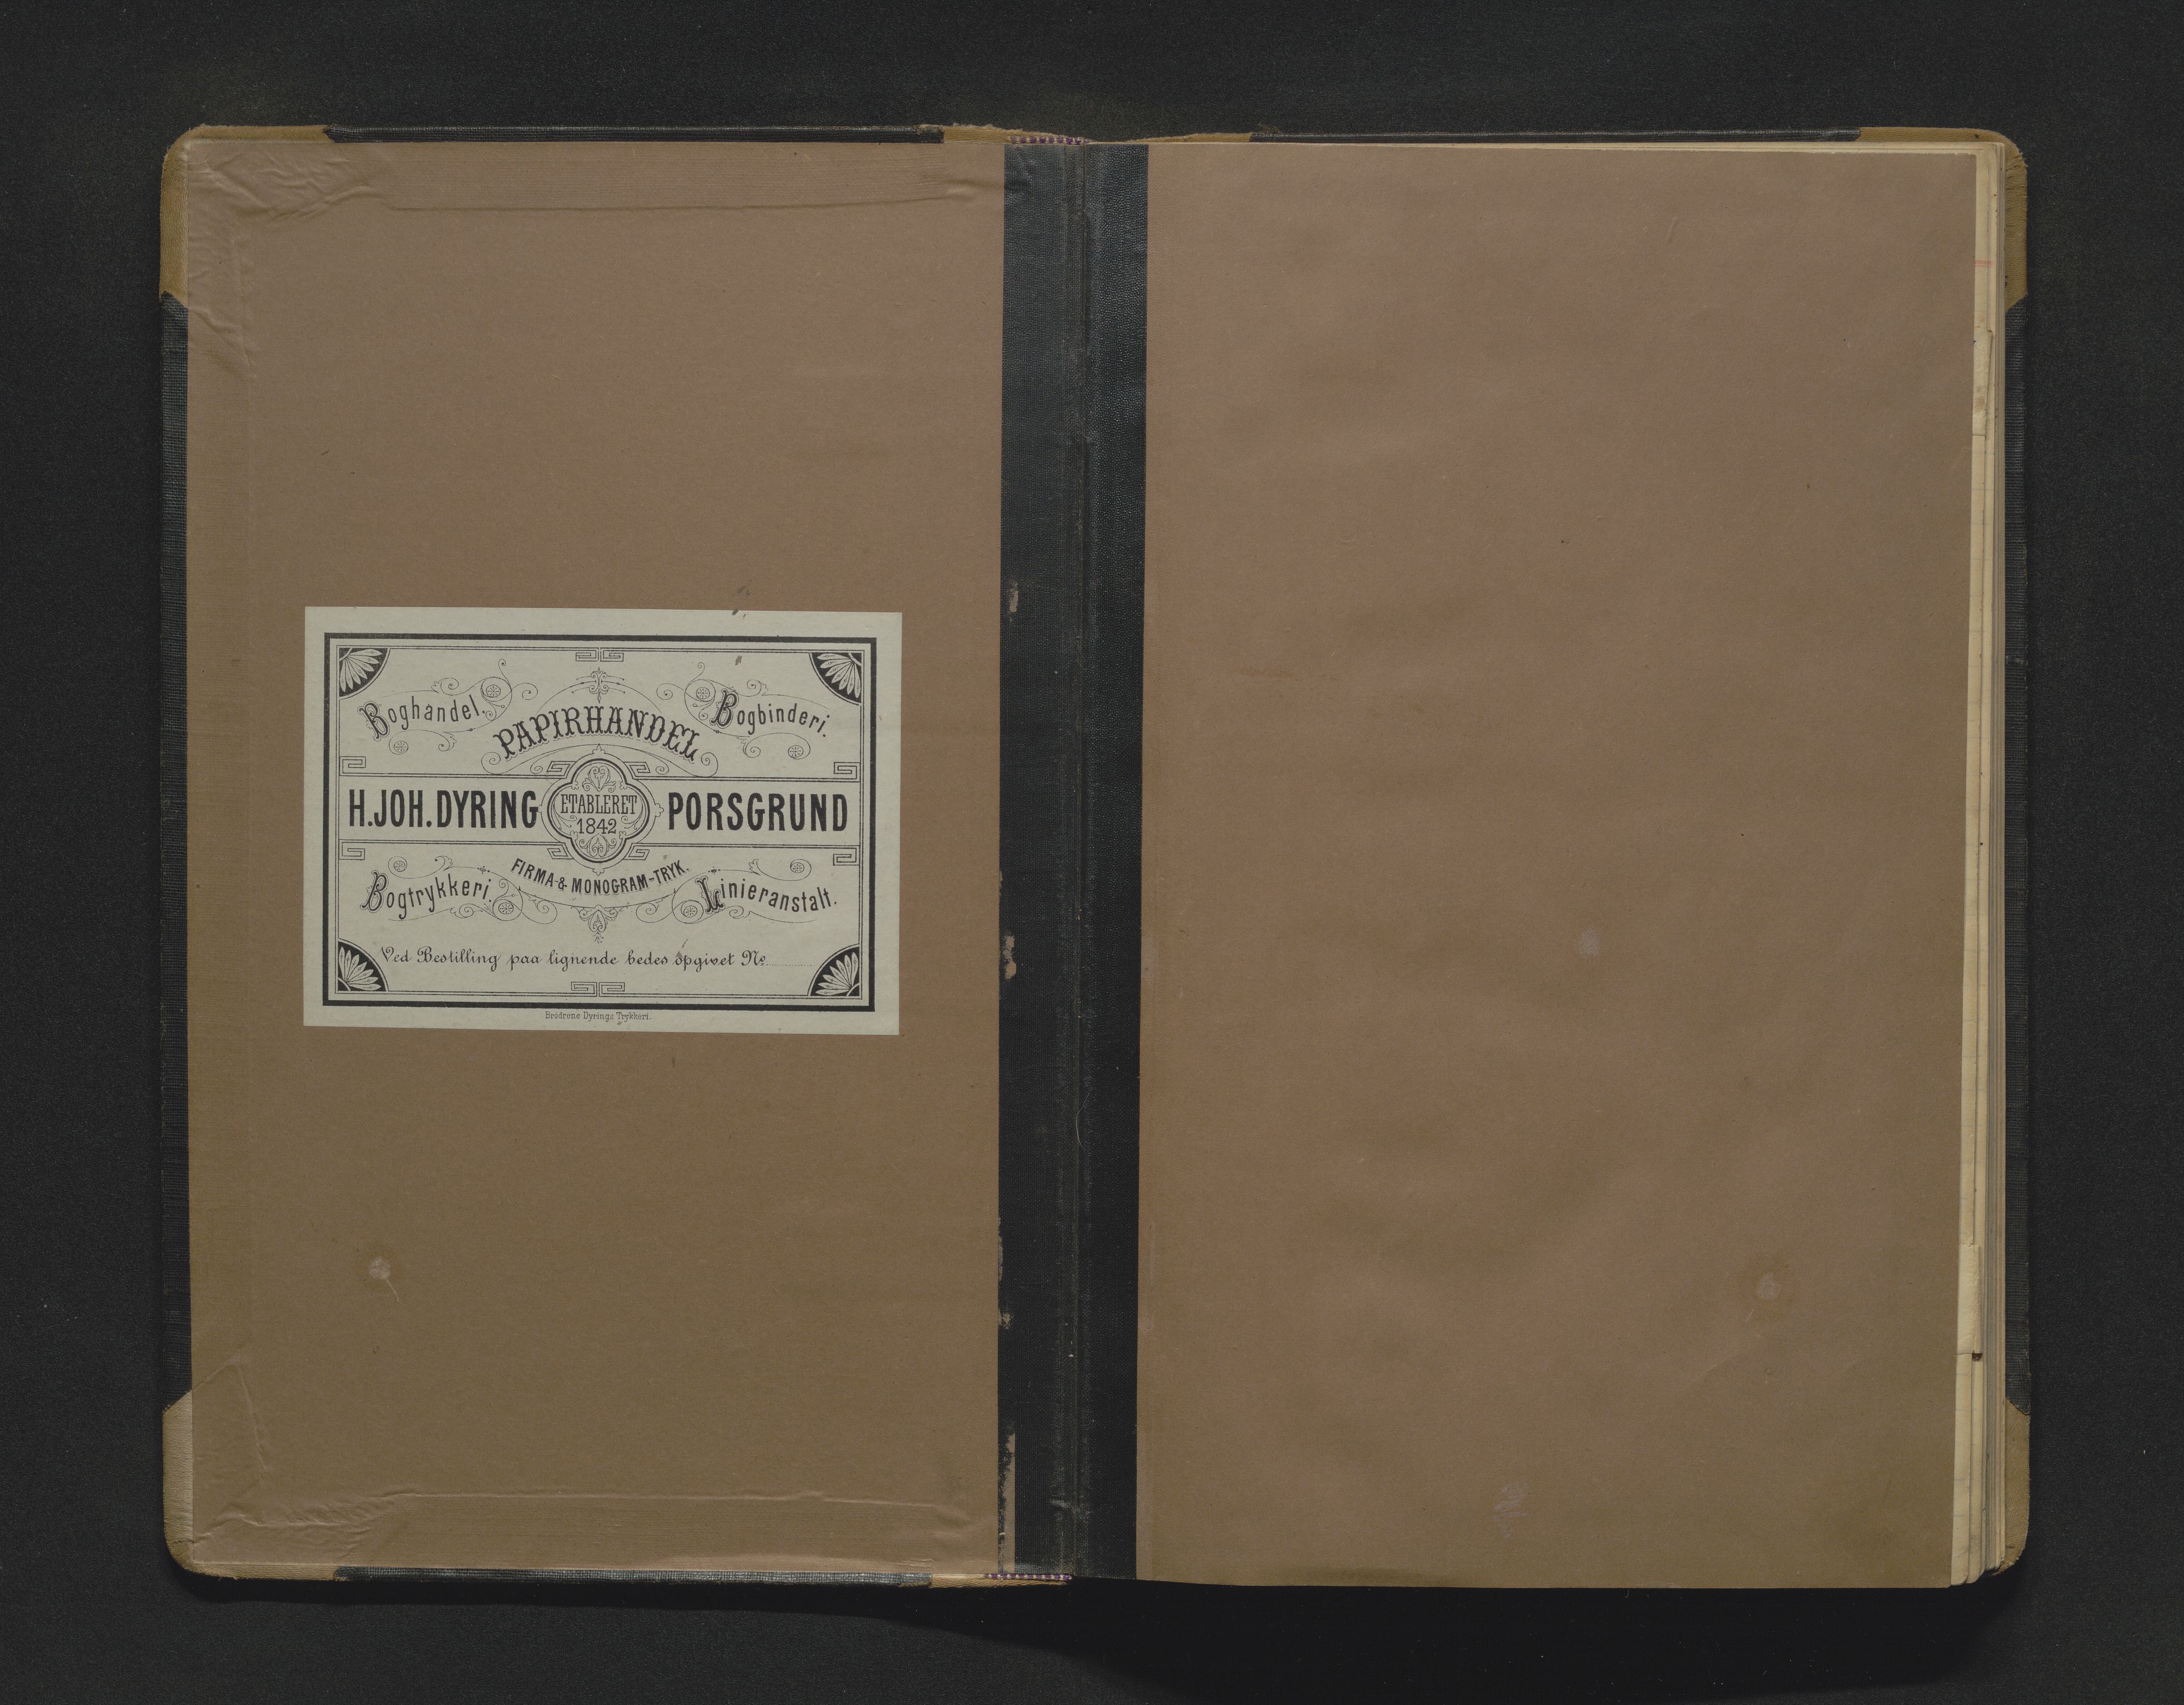 Boghandel. Bogbinderi.
PAPIRHANDEL
H. JOH. DYRING ETABLERET 1842 PORSGRUND
FIRMA- & MONOGRAM-TRYK.
Bogtrykkeri. Linieranstalt.
Ved Bestilling paa lignende bedes opgivet No.
Brødrene Dyrings Trykkeri.